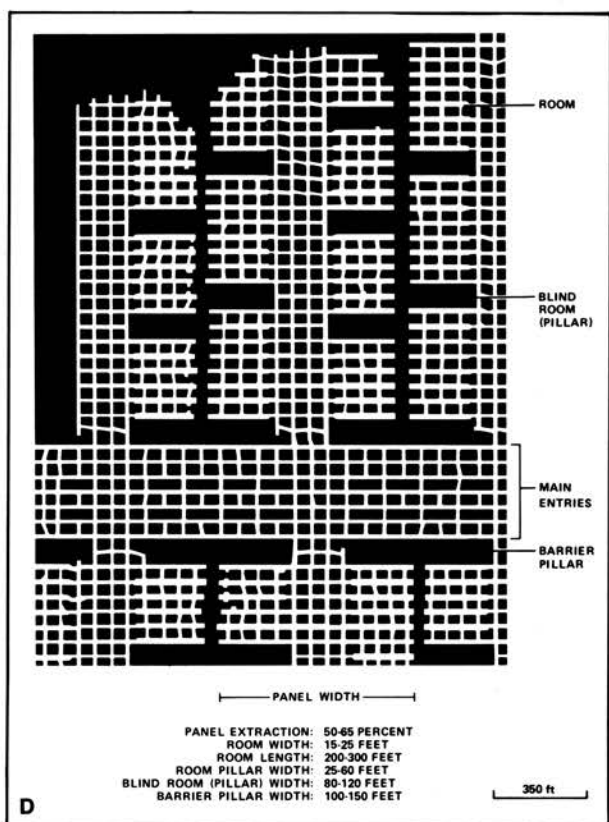 ROOM
BLIND
ROOM
(PILLAR)
MAIN
ENTRIES
BARRIER
PILLAR
PANEL WIDTH
PANEL EXTRACTION: 50-65 PERCENT
ROOM WIDTH: 15-25 FEET
ROOM LENGTH: 200-300 FEET
ROOM PILLAR WIDTH: 25-60 FEET
BLIND ROOM (PILLAR) WIDTH: 80-120 FEET
BARRIER PILLAR WIDTH: 100-150 FEET
350 ft
D